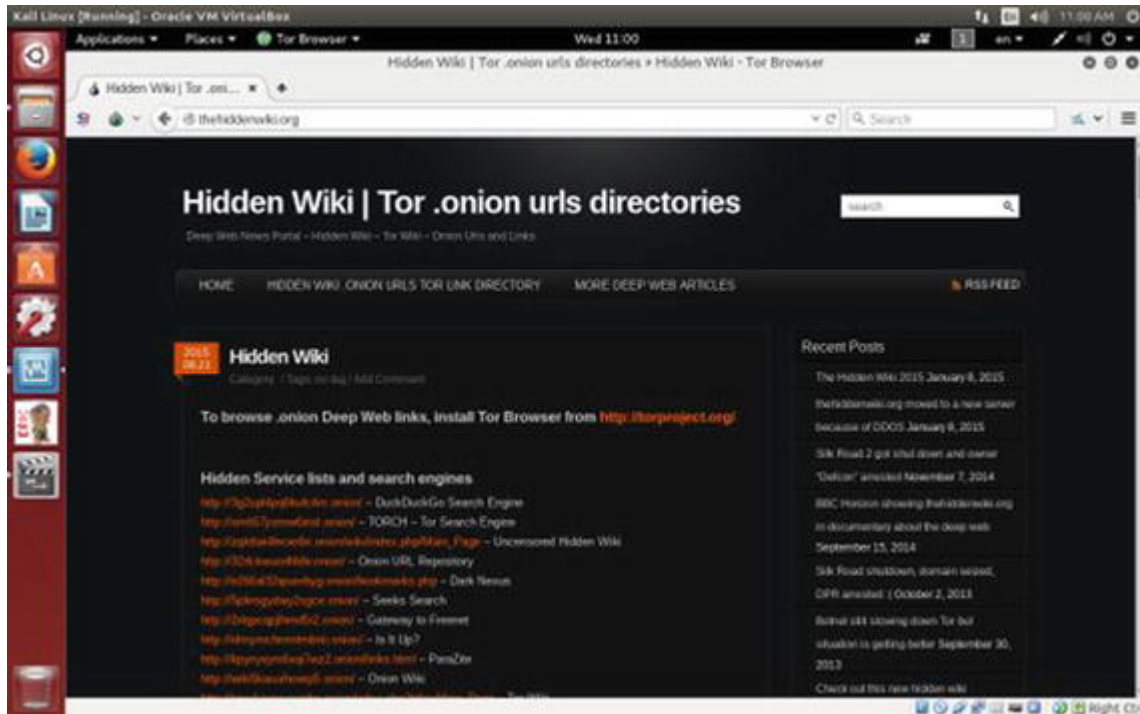 Kali Linux [Running] - Oracle VM VirtualBox
11:00 AM
Applications Places Tor Browser Wed 11:00 1 en
Hidden Wiki | Tor .onion urls directories » Hidden Wiki - Tor Browser
Hidden Wiki | Tor .oni...
thehiddenwiki.org Search
Hidden Wiki | Tor .onion urls directories
search
Deep Web News Portal – Hidden Wiki – Tor Wiki – Onion Urls and Links
HOME HIDDEN WIKI .ONION URLS TOR LINK DIRECTORY MORE DEEP WEB ARTICLES RSS FEED
2015
Hidden Wiki
Category: / Tags: no tag / Add Comment
To browse .onion Deep Web links, install Tor Browser from http://torproject.org/
Hidden Service lists and search engines
– DuckDuckGo Search Engine
– TORCH – Tor Search Engine
– Uncensored Hidden Wiki
– Onion URL Repository
– Dark Nexus
– Seeks Search
– Gateway to Freenet
– Is It Up?
– ParaZite
– Onion Wiki
Recent Posts
The Hidden Wiki 2015 January 8, 2015
thehiddenwiki.org moved to a new server
because of DDOS January 6, 2015
Silk Road 2 got shut down and owner
"Defcon" arrested November 7, 2014
BBC Horizon showing thehiddenwiki.org
in documentary about the deep web
September 15, 2014
Silk Road shutdown, domain seized,
DPR arrested :( October 2, 2013
Botnet still slowing down Tor but
situation is getting better September 30,
2013
Check out this new hidden wiki